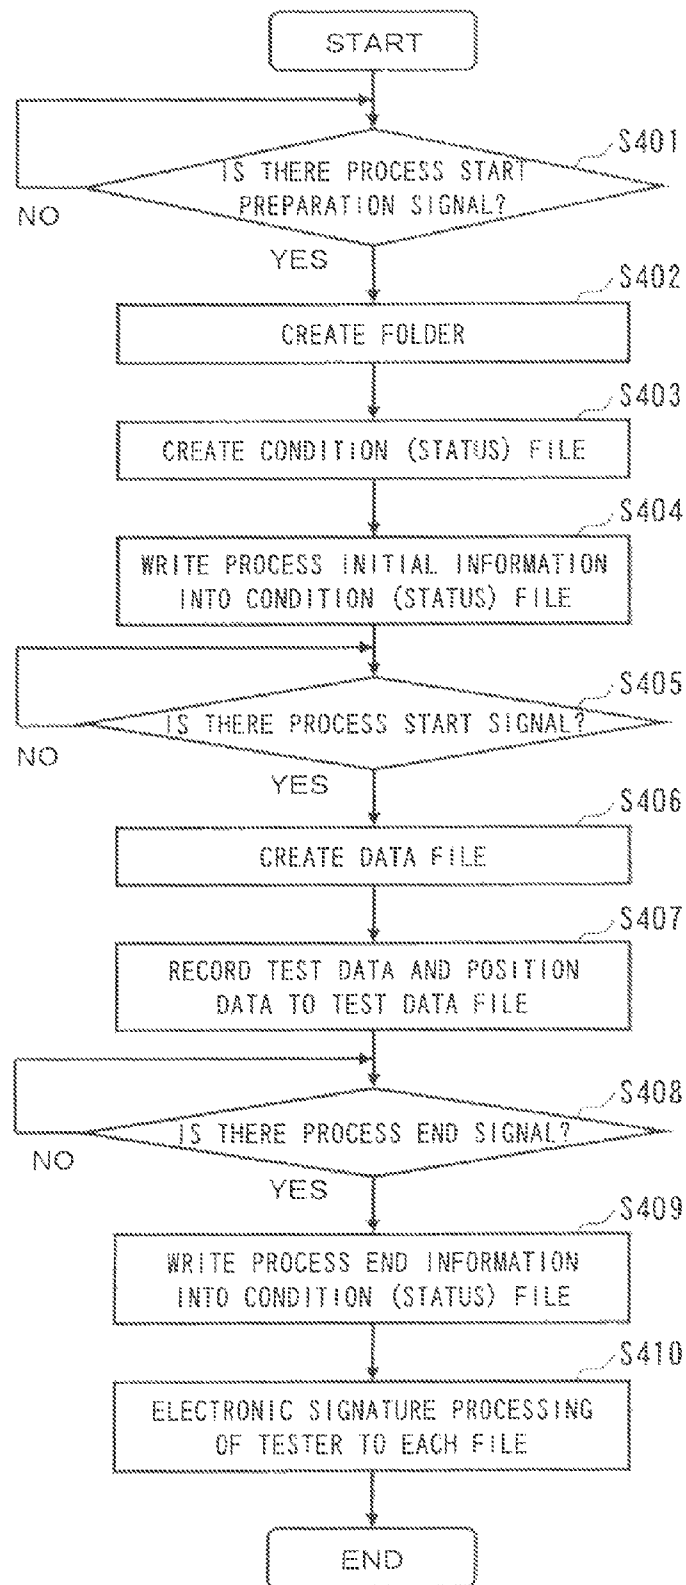 START
S401
IS THERE PROCESS START
PREPARATION SIGNAL?
NO
YES
S402
CREATE FOLDER
S403
CREATE CONDITION (STATUS) FILE
S404
WRITE PROCESS INITIAL INFORMATION
INTO CONDITION (STATUS) FILE
S405
IS THERE PROCESS START SIGNAL?
NO
YES
S406
CREATE DATA FILE
S407
RECORD TEST DATA AND POSITION
DATA TO TEST DATA FILE
S408
IS THERE PROCESS END SIGNAL?
NO
YES
S409
WRITE PROCESS END INFORMATION
INTO CONDITION (STATUS) FILE
S410
ELECTRONIC SIGNATURE PROCESSING
OF TESTER TO EACH FILE
END